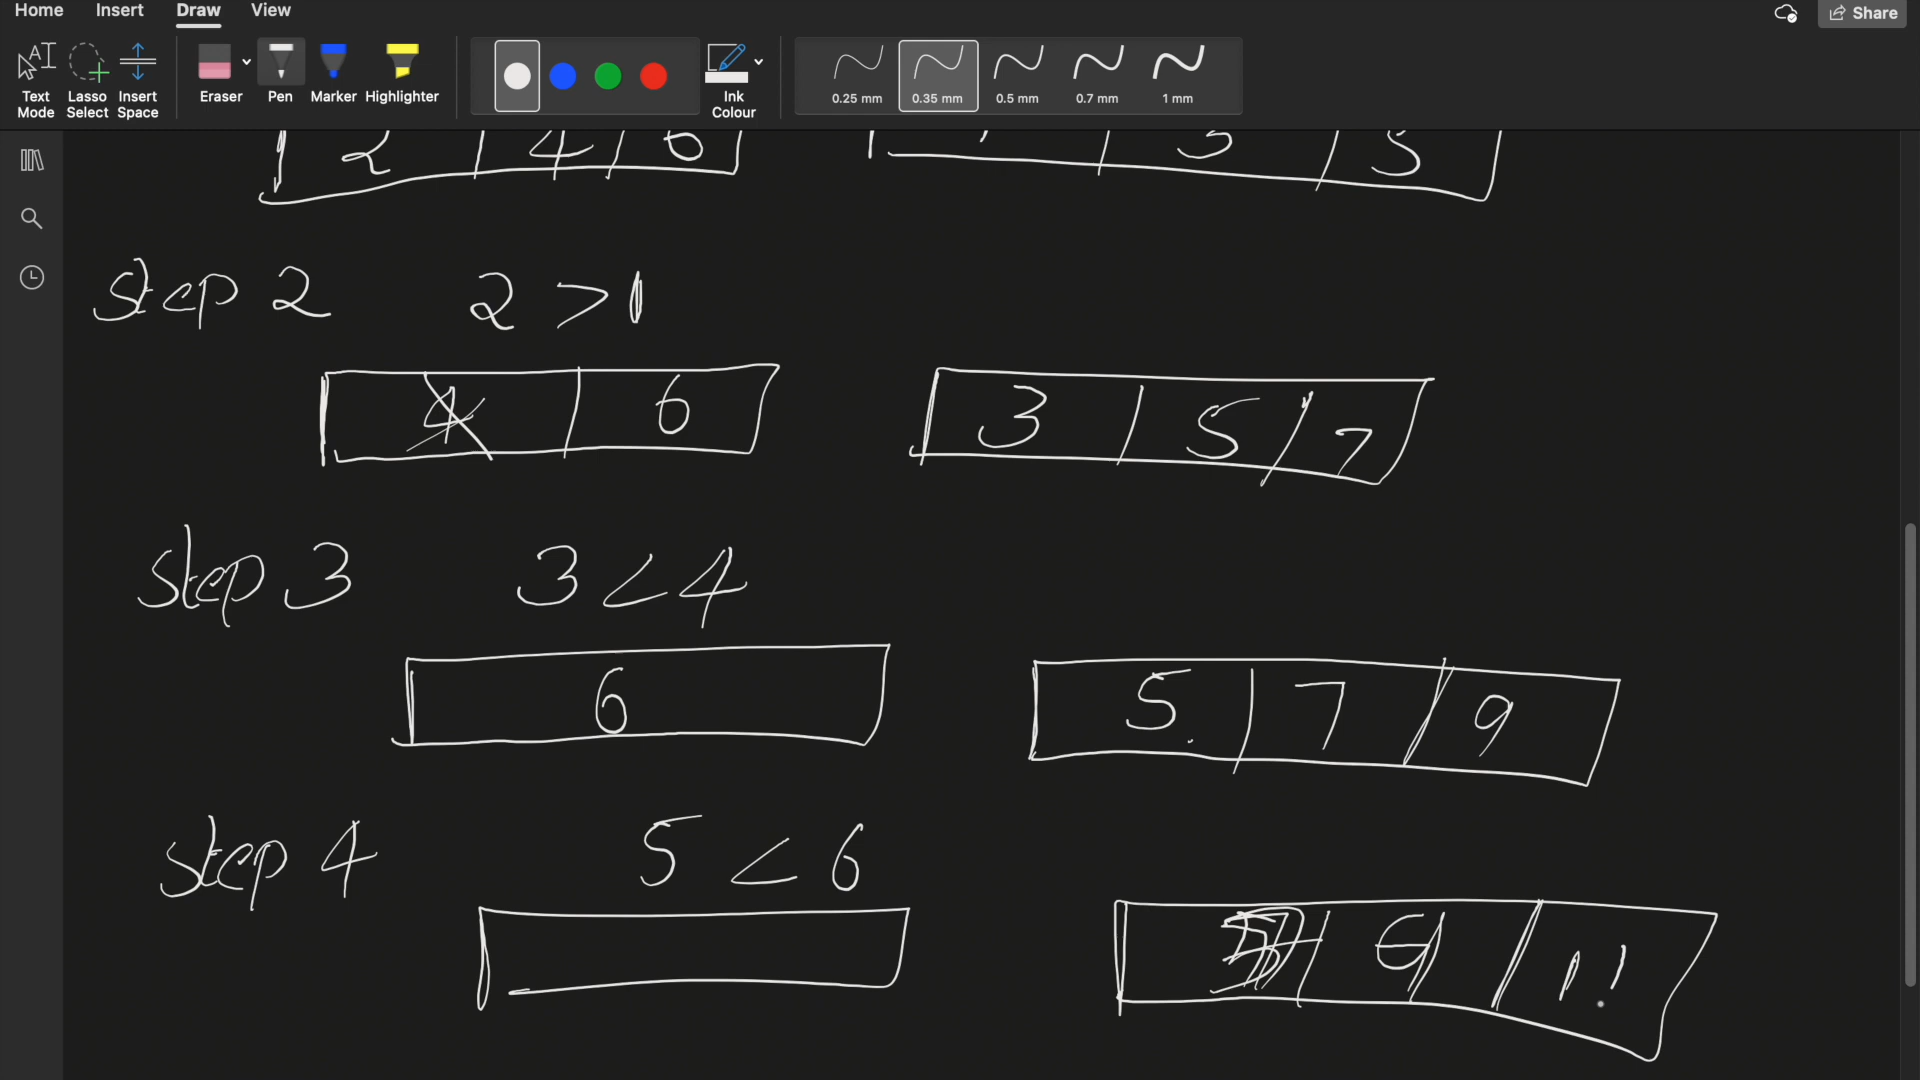 Home Insert Draw View Share
Text Mode Lasso Select Insert Space Eraser Pen Marker Highlighter Ink Colour 0.25 mm 0.35 mm 0.5 mm 0.7 mm 1 mm
2 4 6 3 5
Step 2 2 > 1
4 6 3 5 7
Step 3 3 < 4
6 5 7 9
Step 4 5 < 6
9 11